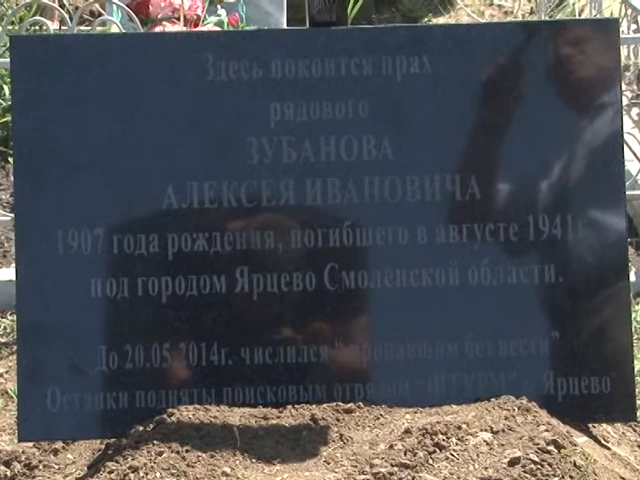 Здесь покоится прах
рядового
ЗУБАНОВА
АЛЕКСЕЯ ИВАНОВИЧА
1907 года рождения, погибшего в августе 1941г.
под городом Ярцево Смоленской области.
До 20.05.2014г. числился "пропавшим без вести"
Останки подняты поисковым отрядом "ШТУРМ" г. Ярцево